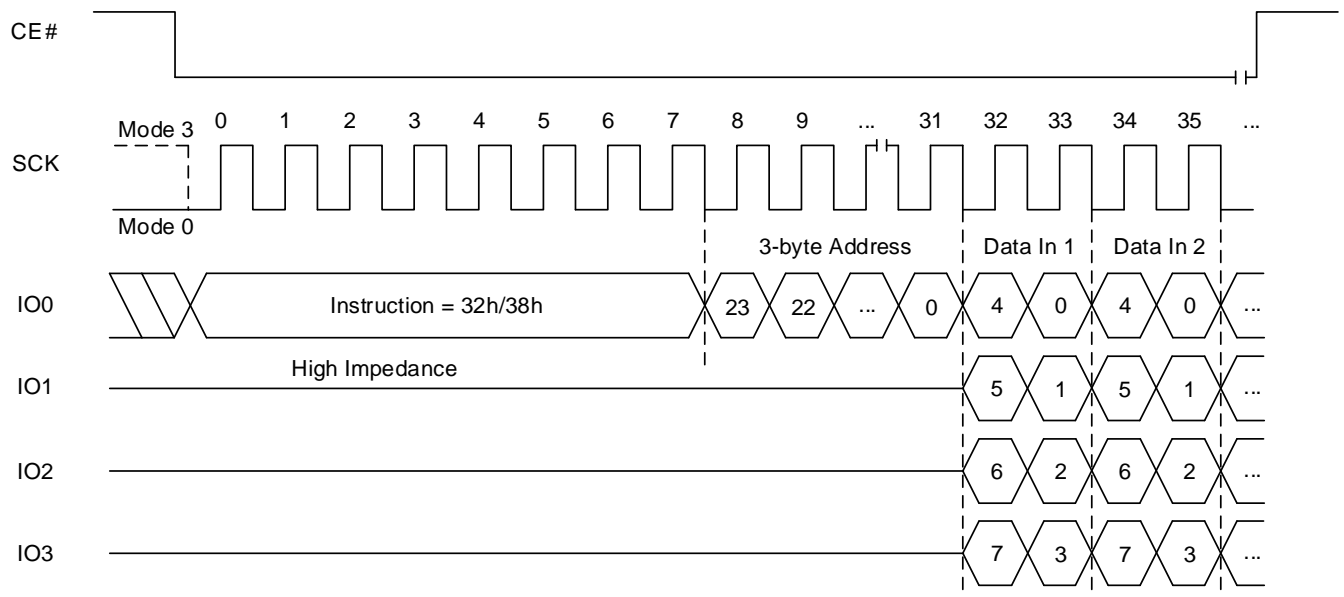 CE#
Mode 3 0 1 2 3 4 5 6 7 8 9 ... 31 32 33 34 35 ...
SCK
Mode 0
3-byte Address Data In 1 Data In 2
IO0 Instruction = 32h/38h 23 22 ... 0 4 0 4 0 ...
High Impedance
IO1 5 1 5 1 ...
IO2 6 2 6 2 ...
IO3 7 3 7 3 ...